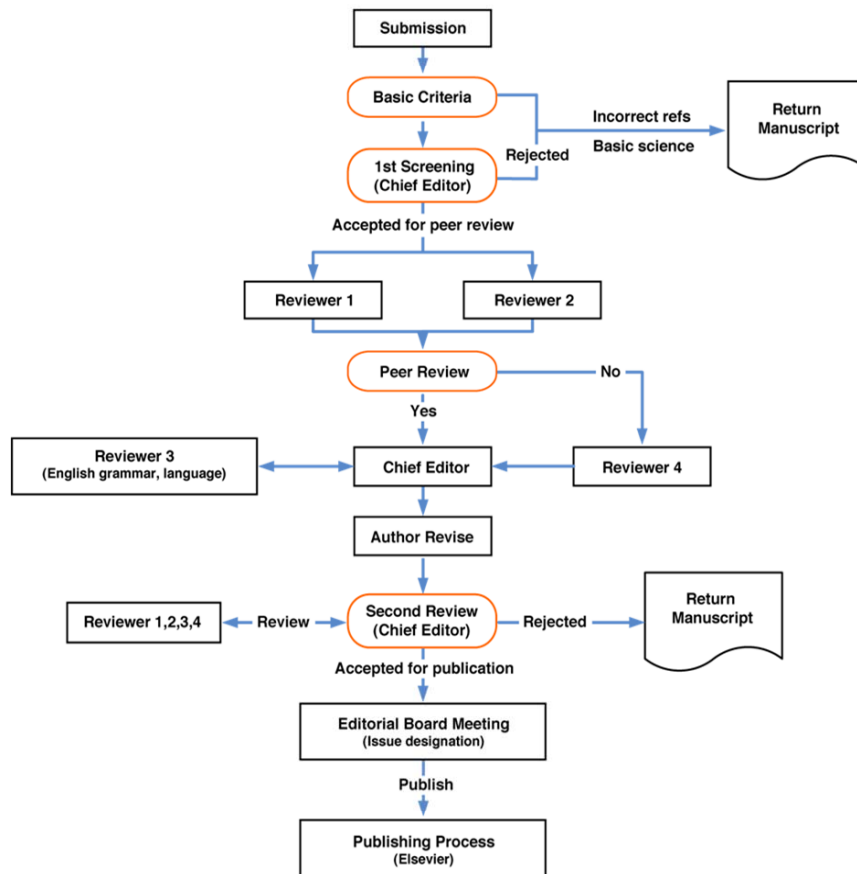 Submission
Basic Criteria
Incorrect refs
Basic science
Return
Manuscript
Rejected
1st Screening
(Chief Editor)
Accepted for peer review
Reviewer 1
Reviewer 2
Peer Review
No
Yes
Reviewer 3
(English grammar, language)
Chief Editor
Reviewer 4
Author Revise
Reviewer 1,2,3,4
Review
Second Review
(Chief Editor)
Rejected
Return
Manuscript
Accepted for publication
Editorial Board Meeting
(Issue designation)
Publish
Publishing Process
(Elsevier)